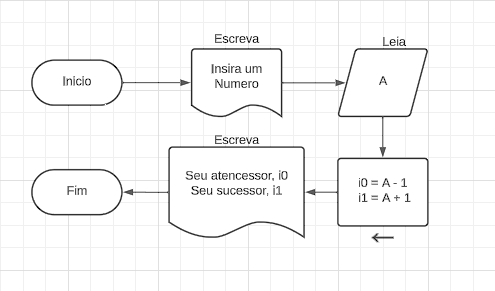 Escreva
Leia
Inicio
Insira um
Numero
A
Escreva
Seu atencessor, i0
Seu sucessor, i1
i0 = A - 1
i1 = A + 1
Fim